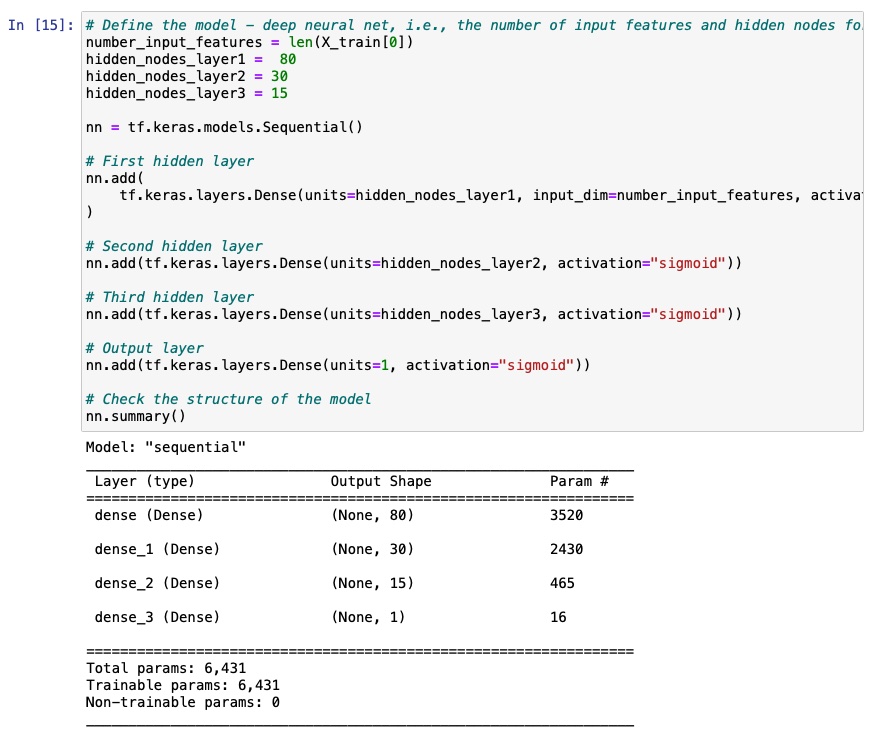 In [15]: # Define the model – deep neural net, i.e., the number of input features and hidden nodes fo
number_input_features = len(X_train[0])
hidden_nodes_layer1 =  80
hidden_nodes_layer2 = 30
hidden_nodes_layer3 = 15
nn = tf.keras.models.Sequential()
# First hidden layer
nn.add(
    tf.keras.layers.Dense(units=hidden_nodes_layer1, input_dim=number_input_features, activa
)
# Second hidden layer
nn.add(tf.keras.layers.Dense(units=hidden_nodes_layer2, activation="sigmoid"))
# Third hidden layer
nn.add(tf.keras.layers.Dense(units=hidden_nodes_layer3, activation="sigmoid"))
# Output layer
nn.add(tf.keras.layers.Dense(units=1, activation="sigmoid"))
# Check the structure of the model
nn.summary()
Model: "sequential"
Layer (type) Output Shape Param #
dense (Dense) (None, 80) 3520
dense_1 (Dense) (None, 30) 2430
dense_2 (Dense) (None, 15) 465
dense_3 (Dense) (None, 1) 16
Total params: 6,431
Trainable params: 6,431
Non-trainable params: 0